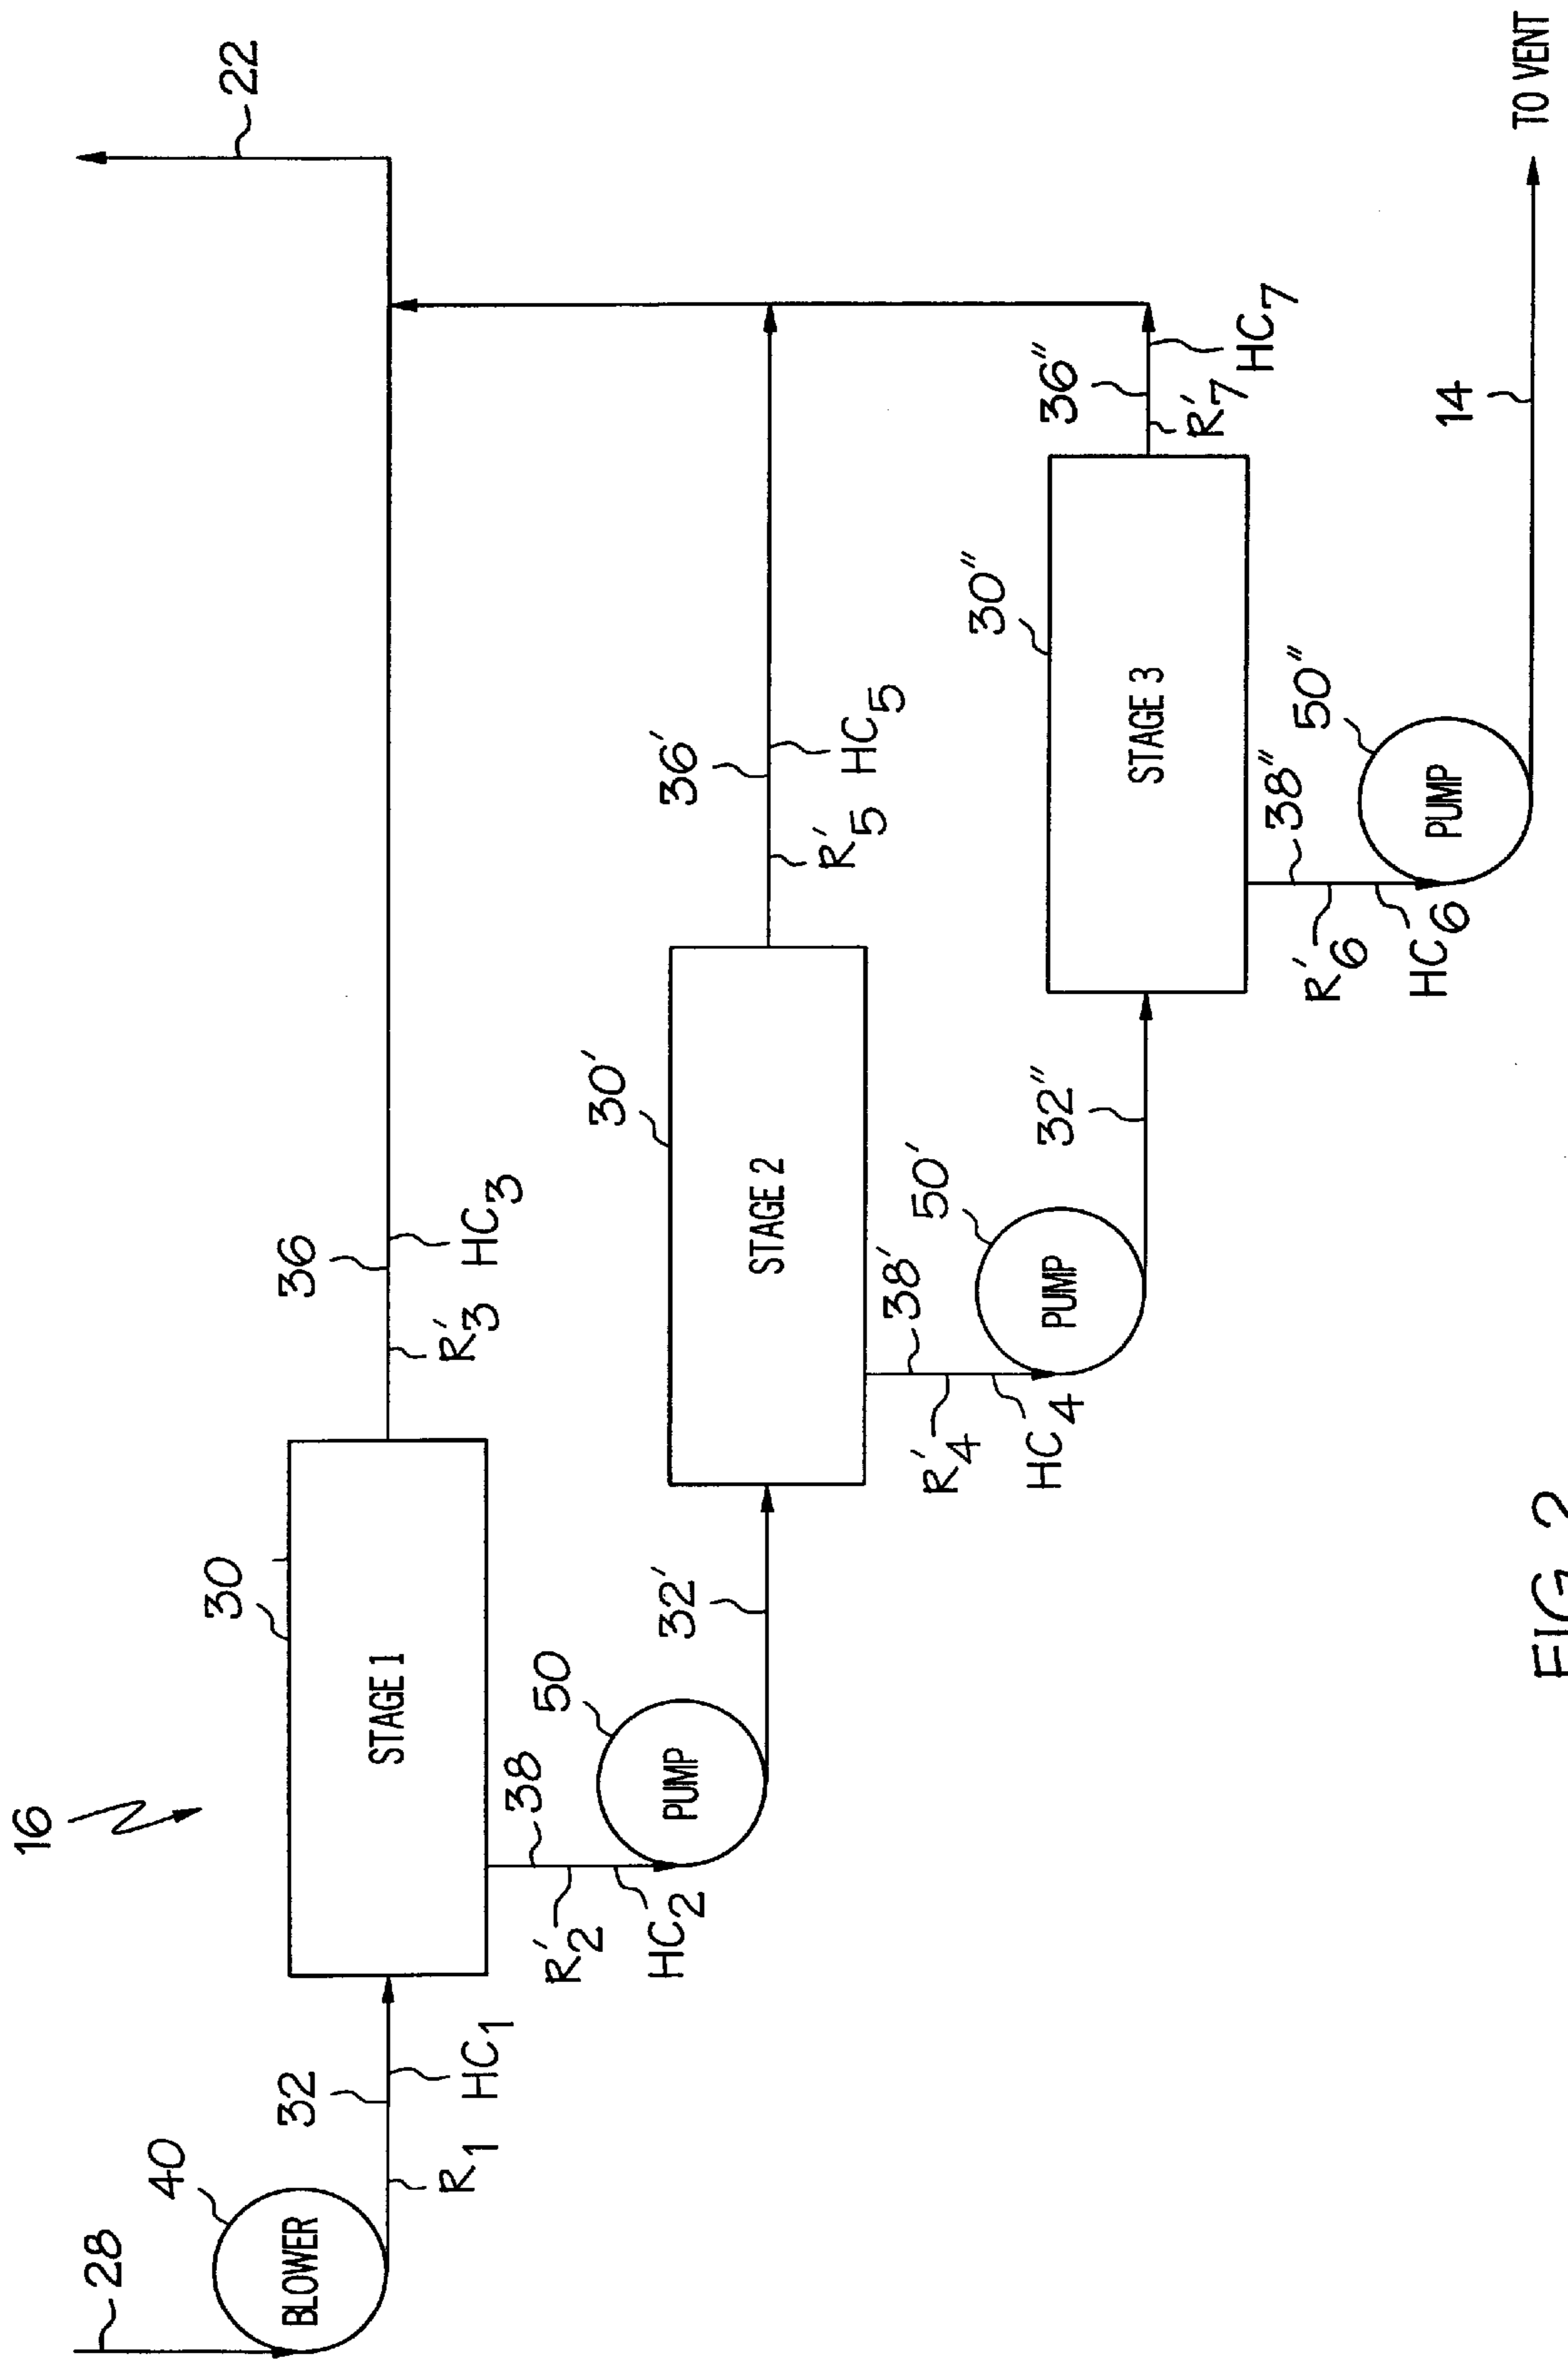 16
22
28
40
BLOWER
32
R1
HC1
30
STAGE 1
36
R'3
HC3
38
R'2
HC2
50
PUMP
32'
30'
STAGE 2
36'
R'5
HC5
38'
R'4
HC4
50'
PUMP
32"
30"
STAGE 3
36"
R'7
HC7
38"
R'6
HC6
50"
PUMP
14
TO VENT
FIG. 2